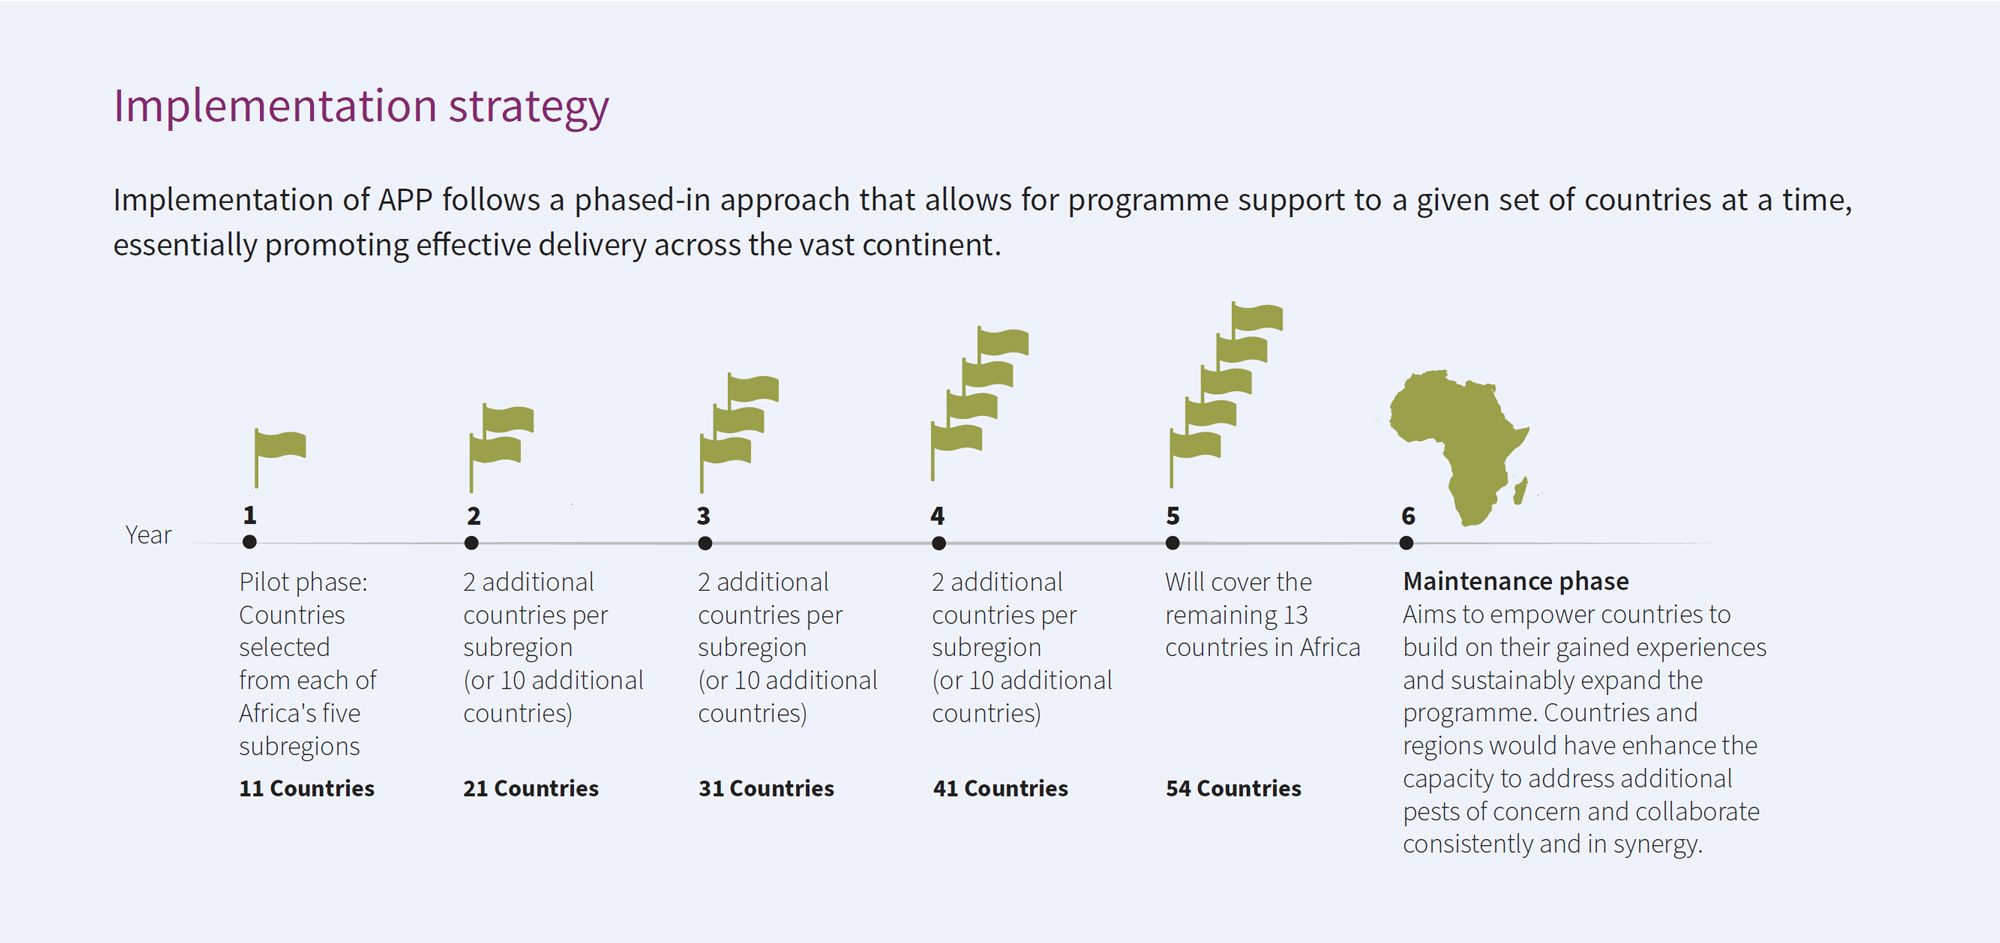 Implementation strategy
Implementation of APP follows a phased-in approach that allows for programme support to a given set of countries at a time,
essentially promoting effective delivery across the vast continent.
Year
1
Pilot phase:
Countries
selected
from each of
Africa's five
subregions
11 Countries
2
2 additional
countries per
subregion
(or 10 additional
countries)
21 Countries
3
2 additional
countries per
subregion
(or 10 additional
countries)
31 Countries
4
2 additional
countries per
subregion
(or 10 additional
countries)
41 Countries
5
Will cover the
remaining 13
countries in Africa
54 Countries
6
Maintenance phase
Aims to empower countries to
build on their gained experiences
and sustainably expand the
programme. Countries and
regions would have enhance the
capacity to address additional
pests of concern and collaborate
consistently and in synergy.